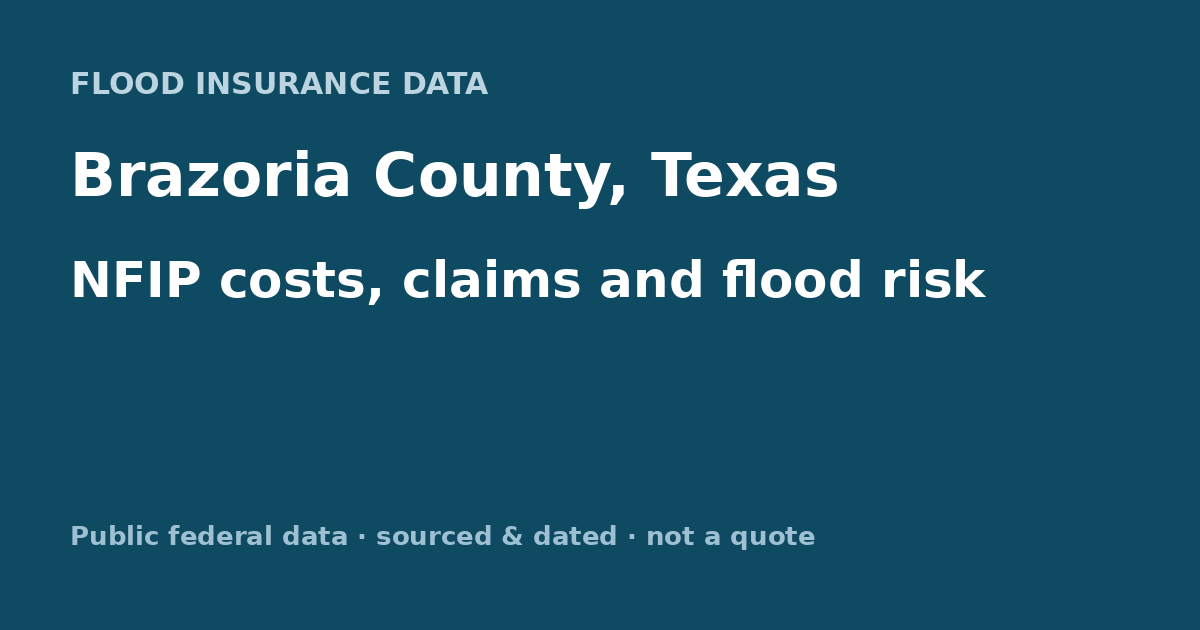 FLOOD INSURANCE DATA
Brazoria County, Texas
NFIP costs, claims and flood risk
Public federal data · sourced & dated · not a quote